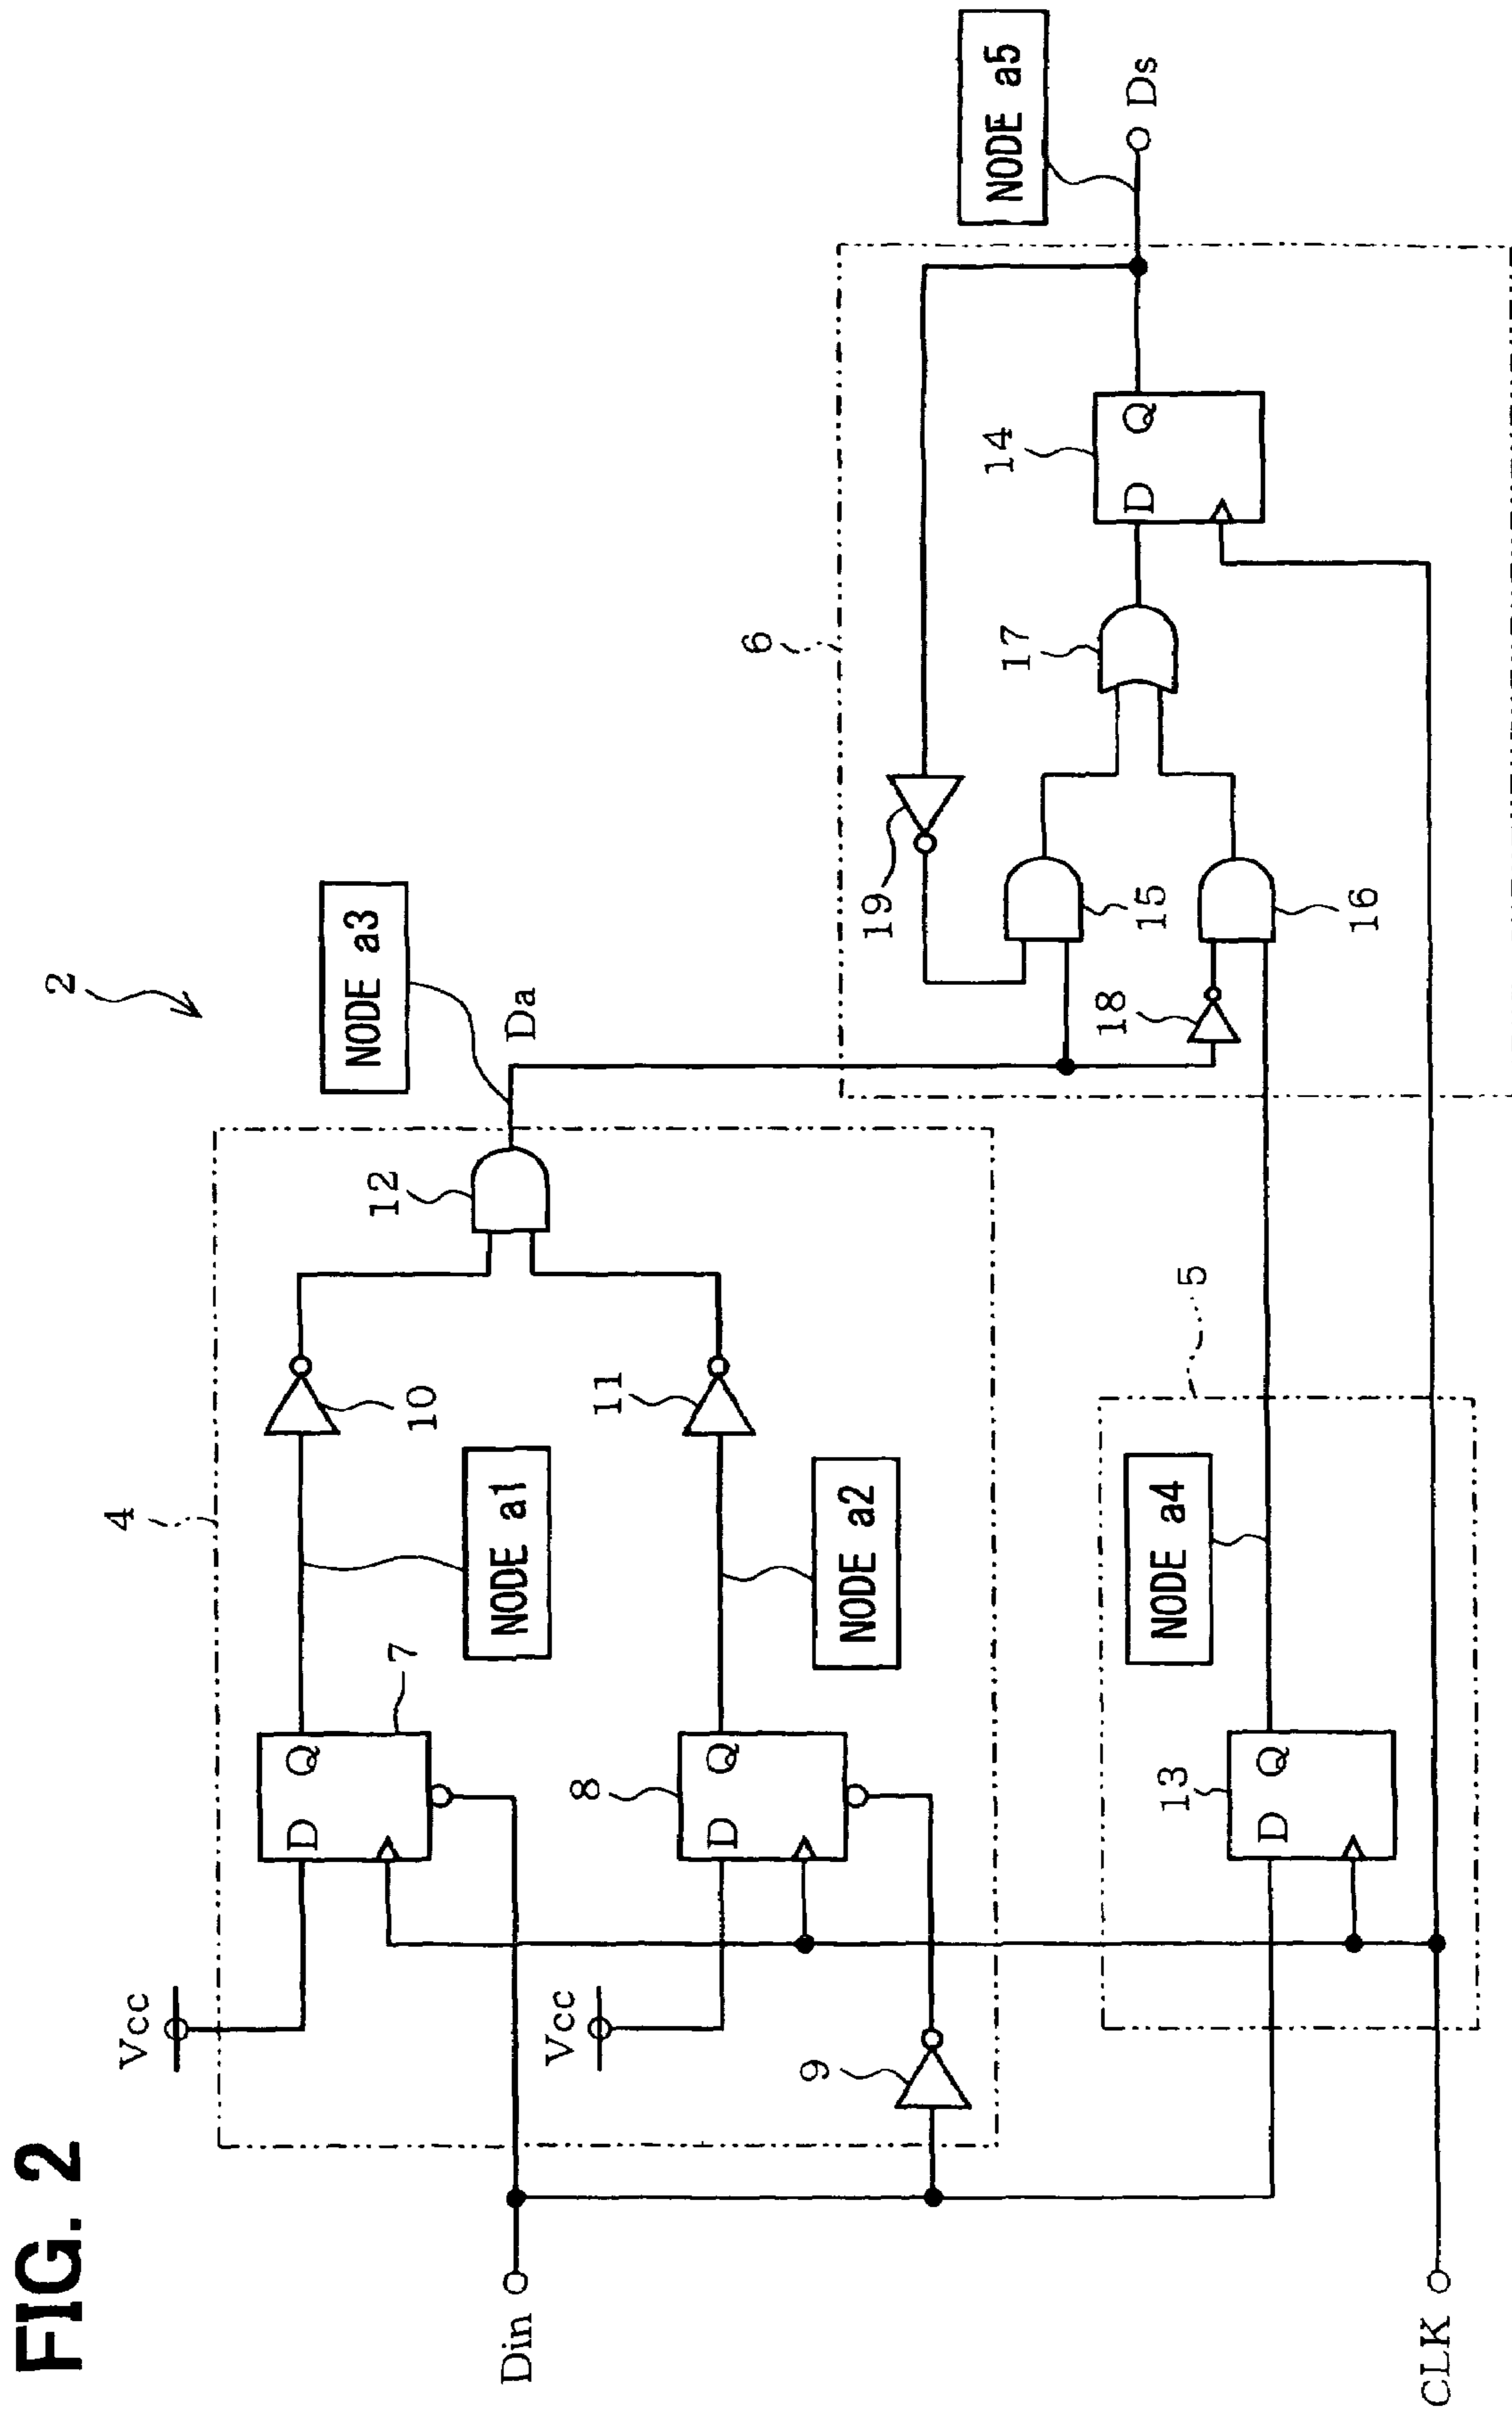 FIG. 2
2
4
Vcc
D
Q
7
10
NODE a1
12
NODE a3
Da
Vcc
D
Q
8
11
NODE a2
9
Din
5
13
D
Q
NODE a4
CLK
6
19
15
18
16
17
14
D
Q
NODE a5
Ds